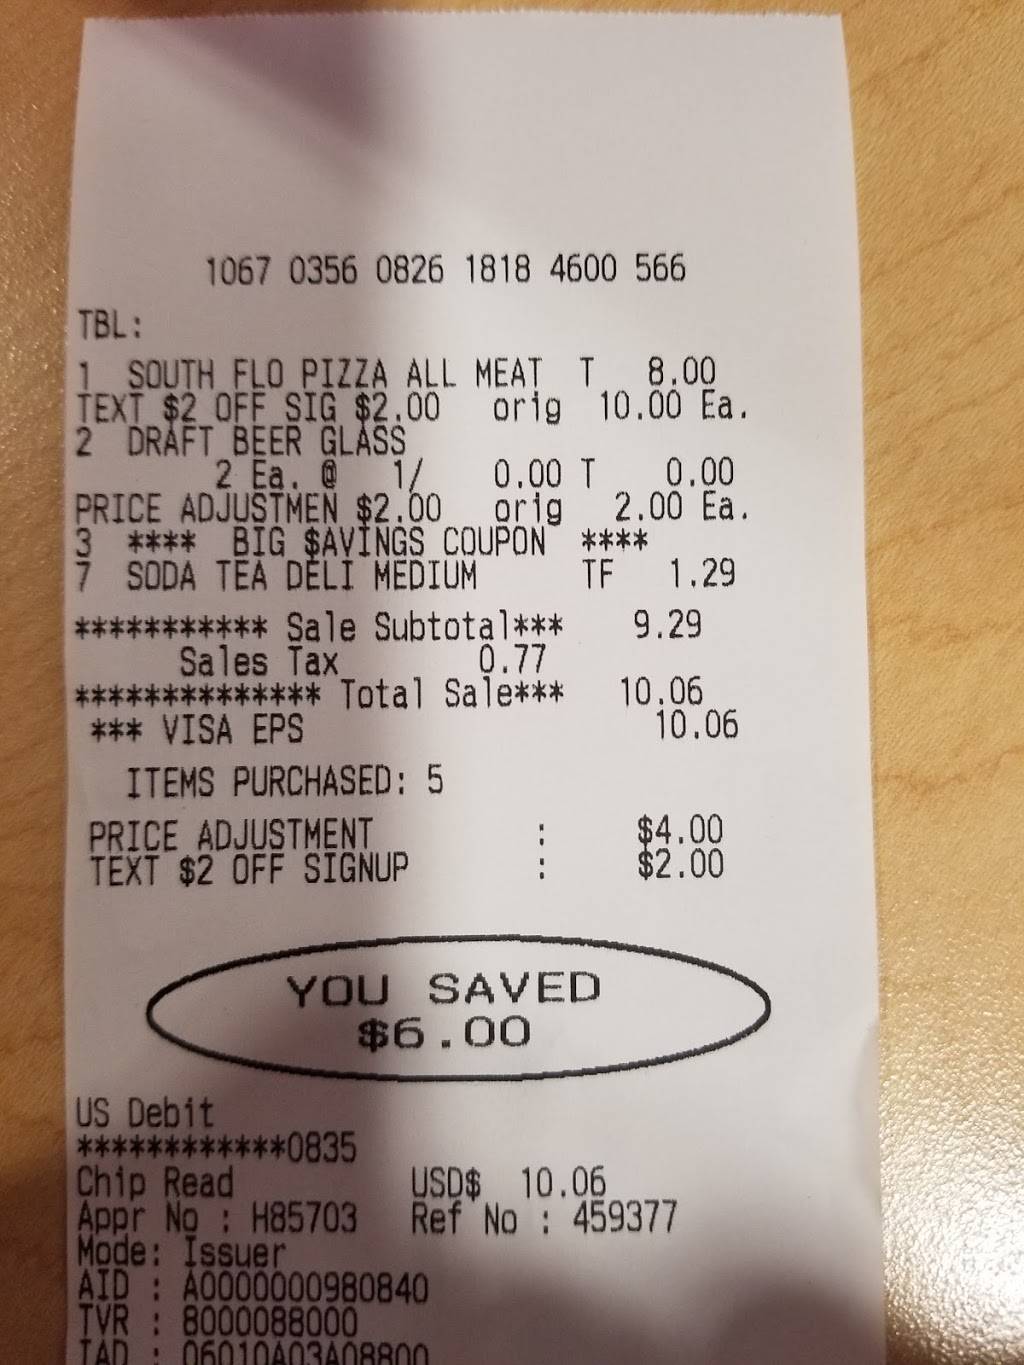 1067 0356 0826 1818 4600 566
TBL:
1 SOUTH FLO PIZZA ALL MEAT T 8.00
TEXT $2 OFF SIG $2.00 orig 10.00 Ea.
2 DRAFT BEER GLASS
2 Ea. @ 1/ 0.00 T 0.00
PRICE ADJUSTMEN $2.00 orig 2.00 Ea.
3 **** BIG $AVINGS COUPON ****
7 SODA TEA DELI MEDIUM TF 1.29
*********** Sale Subtotal*** 9.29
Sales Tax 0.77
************** Total Sale*** 10.06
*** VISA EPS 10.06
ITEMS PURCHASED: 5
PRICE ADJUSTMENT : $4.00
TEXT $2 OFF SIGNUP : $2.00
YOU SAVED
$6.00
US Debit
************0835
Chip Read USD$ 10.06
Appr No : H85703 Ref No : 459377
Mode: Issuer
AID : A0000000980840
TVR : 8000088000
IAD : 06010A03A08800